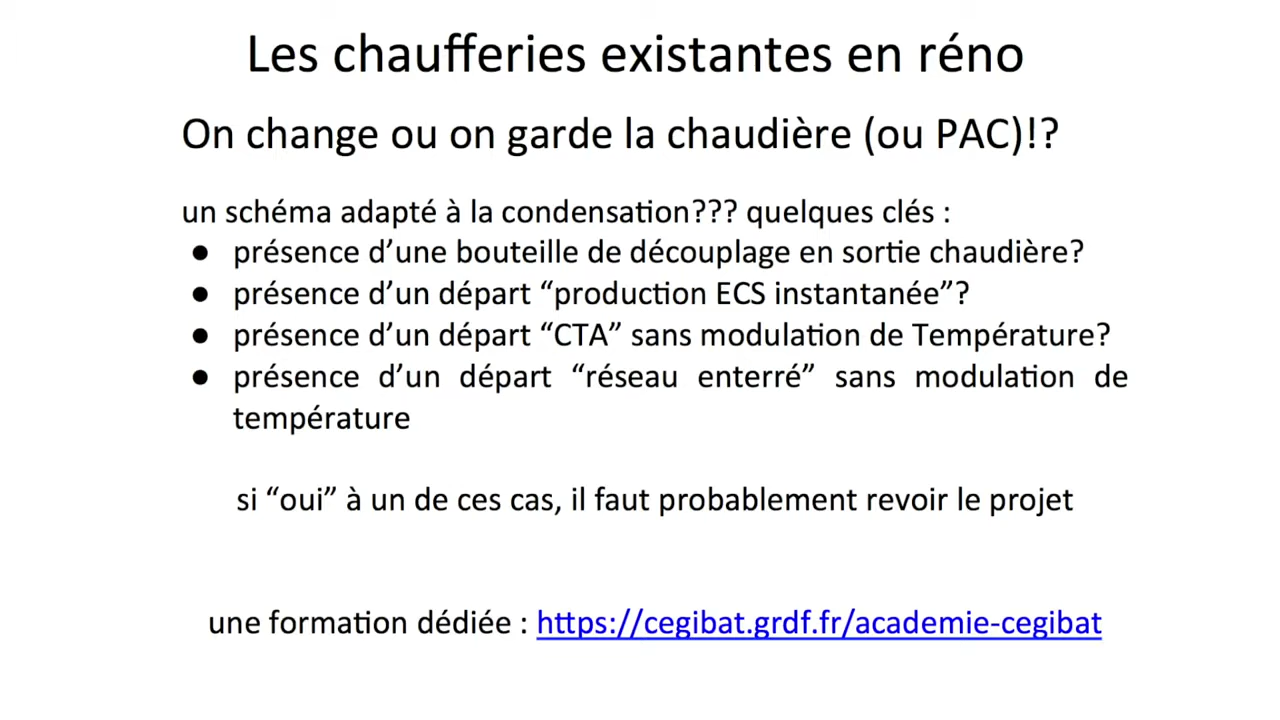 Les chaufferies existantes en réno
On change ou on garde la chaudière (ou PAC)!?
un schéma adapté à la condensation??? quelques clés :
● présence d’une bouteille de découplage en sortie chaudière?
● présence d’un départ “production ECS instantanée”?
● présence d’un départ “CTA” sans modulation de Température?
● présence d’un départ “réseau enterré” sans modulation de
température
si “oui” à un de ces cas, il faut probablement revoir le projet
une formation dédiée : https://cegibat.grdf.fr/academie-cegibat